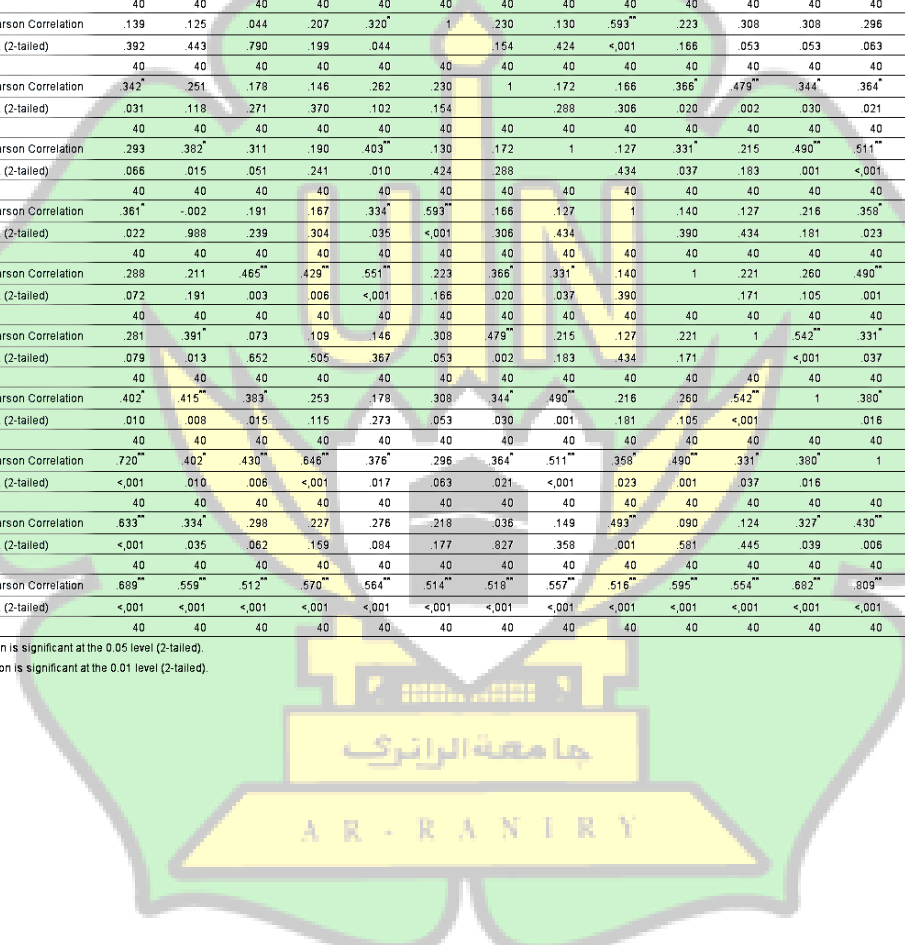 40 40 40 40 40 40 40 40 40 40 40 40 40
arson Correlation .139 .125 .044 .207 .320* 1 .230 .130 .593** .223 .308 .308 .296
(2-tailed) .392 .443 .790 .199 .044 .154 .424 <,001 .166 .053 .053 .063
40 40 40 40 40 40 40 40 40 40 40 40 40
arson Correlation .342* .251 .178 .146 .262 .230 1 .172 .166 .366* .479** .344* .364*
(2-tailed) .031 .118 .271 .370 .102 .154 .288 .306 .020 .002 .030 .021
40 40 40 40 40 40 40 40 40 40 40 40 40
arson Correlation .293 .382* .311 .190 .403** .130 .172 1 .127 .331* .215 .490** .511**
(2-tailed) .066 .015 .051 .241 .010 .424 .288 .434 .037 .183 .001 <,001
40 40 40 40 40 40 40 40 40 40 40 40 40
arson Correlation .361* -.002 .191 .167 .334* .593** .166 .127 1 .140 .127 .216 .358*
(2-tailed) .022 .988 .239 .304 .035 <,001 .306 .434 .390 .434 .181 .023
40 40 40 40 40 40 40 40 40 40 40 40 40
arson Correlation .288 .211 .465** .429** .551** .223 .366* .331* .140 1 .221 .260 .490**
(2-tailed) .072 .191 .003 .006 <,001 .166 .020 .037 .390 .171 .105 .001
40 40 40 40 40 40 40 40 40 40 40 40 40
arson Correlation .281 .391* .073 .109 .146 .308 .479** .215 .127 .221 1 .542** .331*
(2-tailed) .079 .013 .652 .505 .367 .053 .002 .183 .434 .171 <,001 .037
40 40 40 40 40 40 40 40 40 40 40 40 40
arson Correlation .402* .415** .383* .253 .178 .308 .344* .490** .216 .260 .542** 1 .380*
(2-tailed) .010 .008 .015 .115 .273 .053 .030 .001 .181 .105 <,001 .016
40 40 40 40 40 40 40 40 40 40 40 40 40
arson Correlation .720** .402* .430** .646** .376* .296 .364* .511** .358* .490** .331* .380* 1
(2-tailed) <,001 .010 .006 <,001 .017 .063 .021 <,001 .023 .001 .037 .016
40 40 40 40 40 40 40 40 40 40 40 40 40
arson Correlation .633** .334* .298 .227 .276 .218 .036 .149 .493** .090 .124 .327* .430**
(2-tailed) <,001 .035 .062 .159 .084 .177 .827 .358 .001 .581 .445 .039 .006
40 40 40 40 40 40 40 40 40 40 40 40 40
arson Correlation .689** .559** .512** .570** .564** .514** .518** .557** .516** .595** .554** .682** .809**
(2-tailed) <,001 <,001 <,001 <,001 <,001 <,001 <,001 <,001 <,001 <,001 <,001 <,001 <,001
40 40 40 40 40 40 40 40 40 40 40 40 40
n is significant at the 0.05 level (2-tailed).
on is significant at the 0.01 level (2-tailed).
UIN
جامعة الرانري
AR-RANIRY